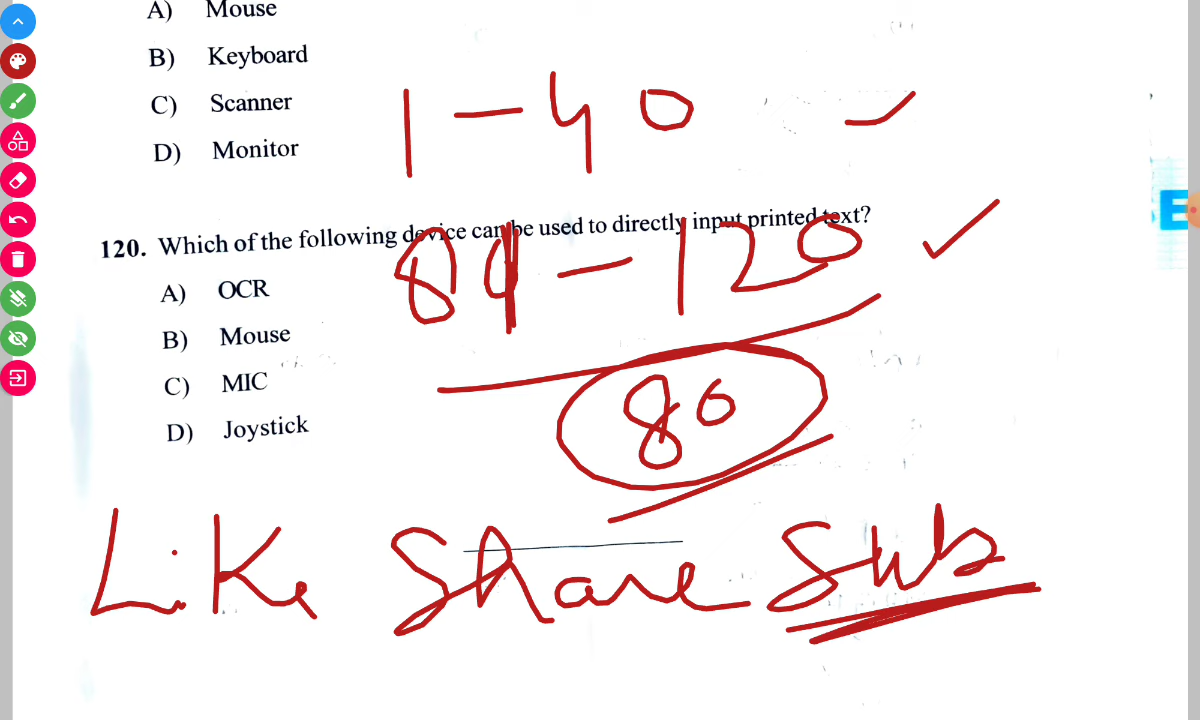 A) Mouse
B) Keyboard
C) Scanner
D) Monitor
1 - 40
120. Which of the following device can be used to directly input printed text?
81 - 120
A) OCR
B) Mouse
C) MIC
D) Joystick
80
Like Share Sub
E